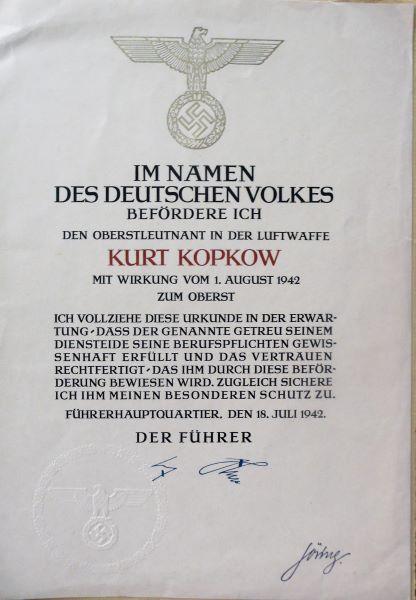 IM NAMEN
DES DEUTSCHEN VOLKES
BEFÖRDERE ICH
DEN OBERSTLEUTNANT IN DER LUFTWAFFE
KURT KOPKOW
MIT WIRKUNG VOM 1. AUGUST 1942
ZUM OBERST
ICH VOLLZIEHE DIESE URKUNDE IN DER ERWAR-
TUNG, DASS DER GENANNTE GETREU SEINEM
DIENSTEIDE SEINE BERUFSPFLICHTEN GEWIS-
SENHAFT ERFÜLLT UND DAS VERTRAUEN
RECHTFERTIGT, DAS IHM DURCH DIESE BEFÖR-
DERUNG BEWIESEN WIRD. ZUGLEICH SICHERE
ICH IHM MEINEN BESONDEREN SCHUTZ ZU.
FÜHRERHAUPTQUARTIER, DEN 18. JULI 1942.
DER FÜHRER
Göring.